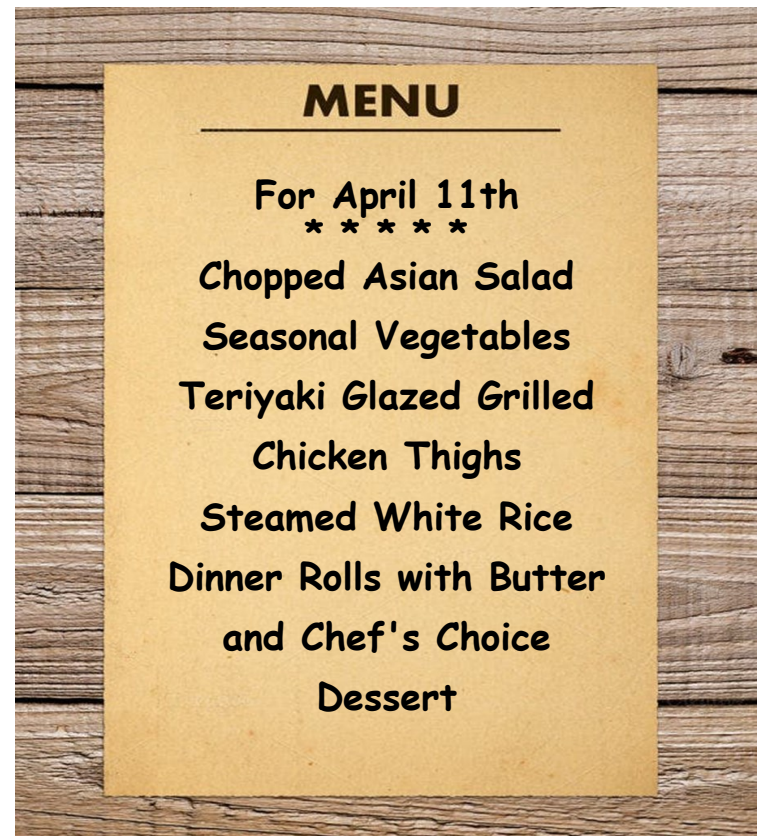 MENU
For April 11th
* * * * *
Chopped Asian Salad
Seasonal Vegetables
Teriyaki Glazed Grilled
Chicken Thighs
Steamed White Rice
Dinner Rolls with Butter
and Chef's Choice
Dessert